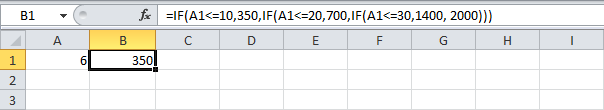 B1 fx =IF(A1<=10,350,IF(A1<=20,700,IF(A1<=30,1400, 2000)))
A B C D E F G H I
1 6 350
2
3